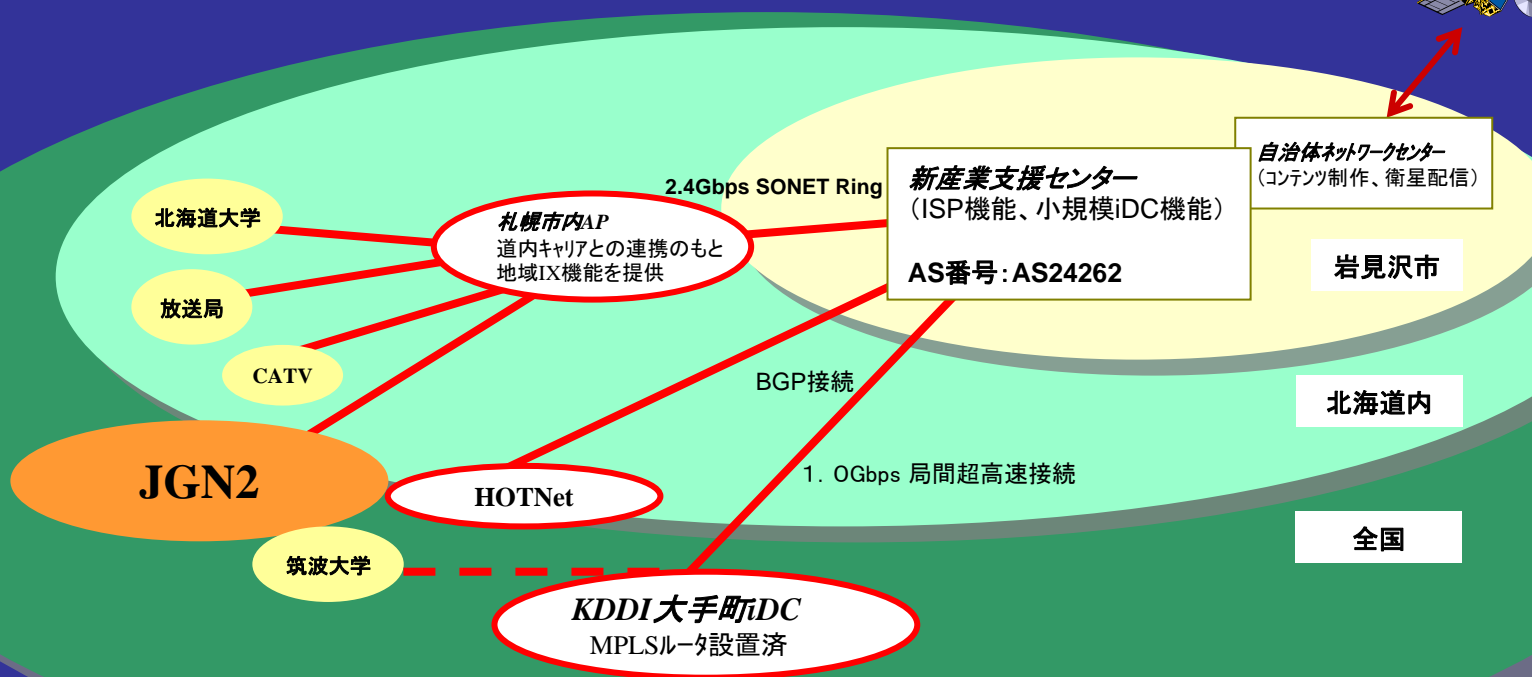 自治体ネットワークセンター
（コンテンツ制作、衛星配信）
2.4Gbps SONET Ring
新産業支援センター
（ISP機能、小規模iDC機能）
AS番号：AS24262
北海道大学
札幌市内AP
道内キャリアとの連携のもと
地域IX機能を提供
岩見沢市
放送局
CATV
BGP接続
北海道内
JGN2
HOTNet
1．0Gbps 局間超高速接続
全国
筑波大学
KDDI大手町iDC
MPLSルータ設置済